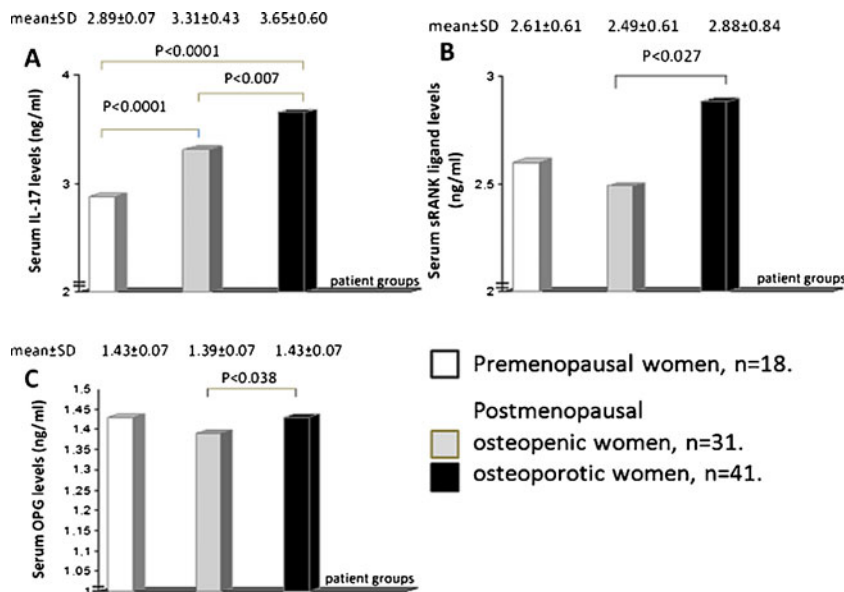 mean±SD 2.89±0.07 3.31±0.43 3.65±0.60
A
P<0.0001
P<0.007
P<0.0001
4
3
2
Serum IL-17 levels (ng/ml)
patient groups
mean±SD 2.61±0.61 2.49±0.61 2.88±0.84
B
P<0.027
3
2.5
2
Serum sRANK ligand levels
(ng/ml)
patient groups
mean±SD 1.43±0.07 1.39±0.07 1.43±0.07
C
P<0.038
1.5
1.45
1.4
1.35
1.3
1.25
1.2
1.15
1.1
1.05
1
Serum OPG levels (ng/ml)
patient groups
Premenopausal women, n=18.
Postmenopausal
osteopenic women, n=31.
osteoporotic women, n=41.